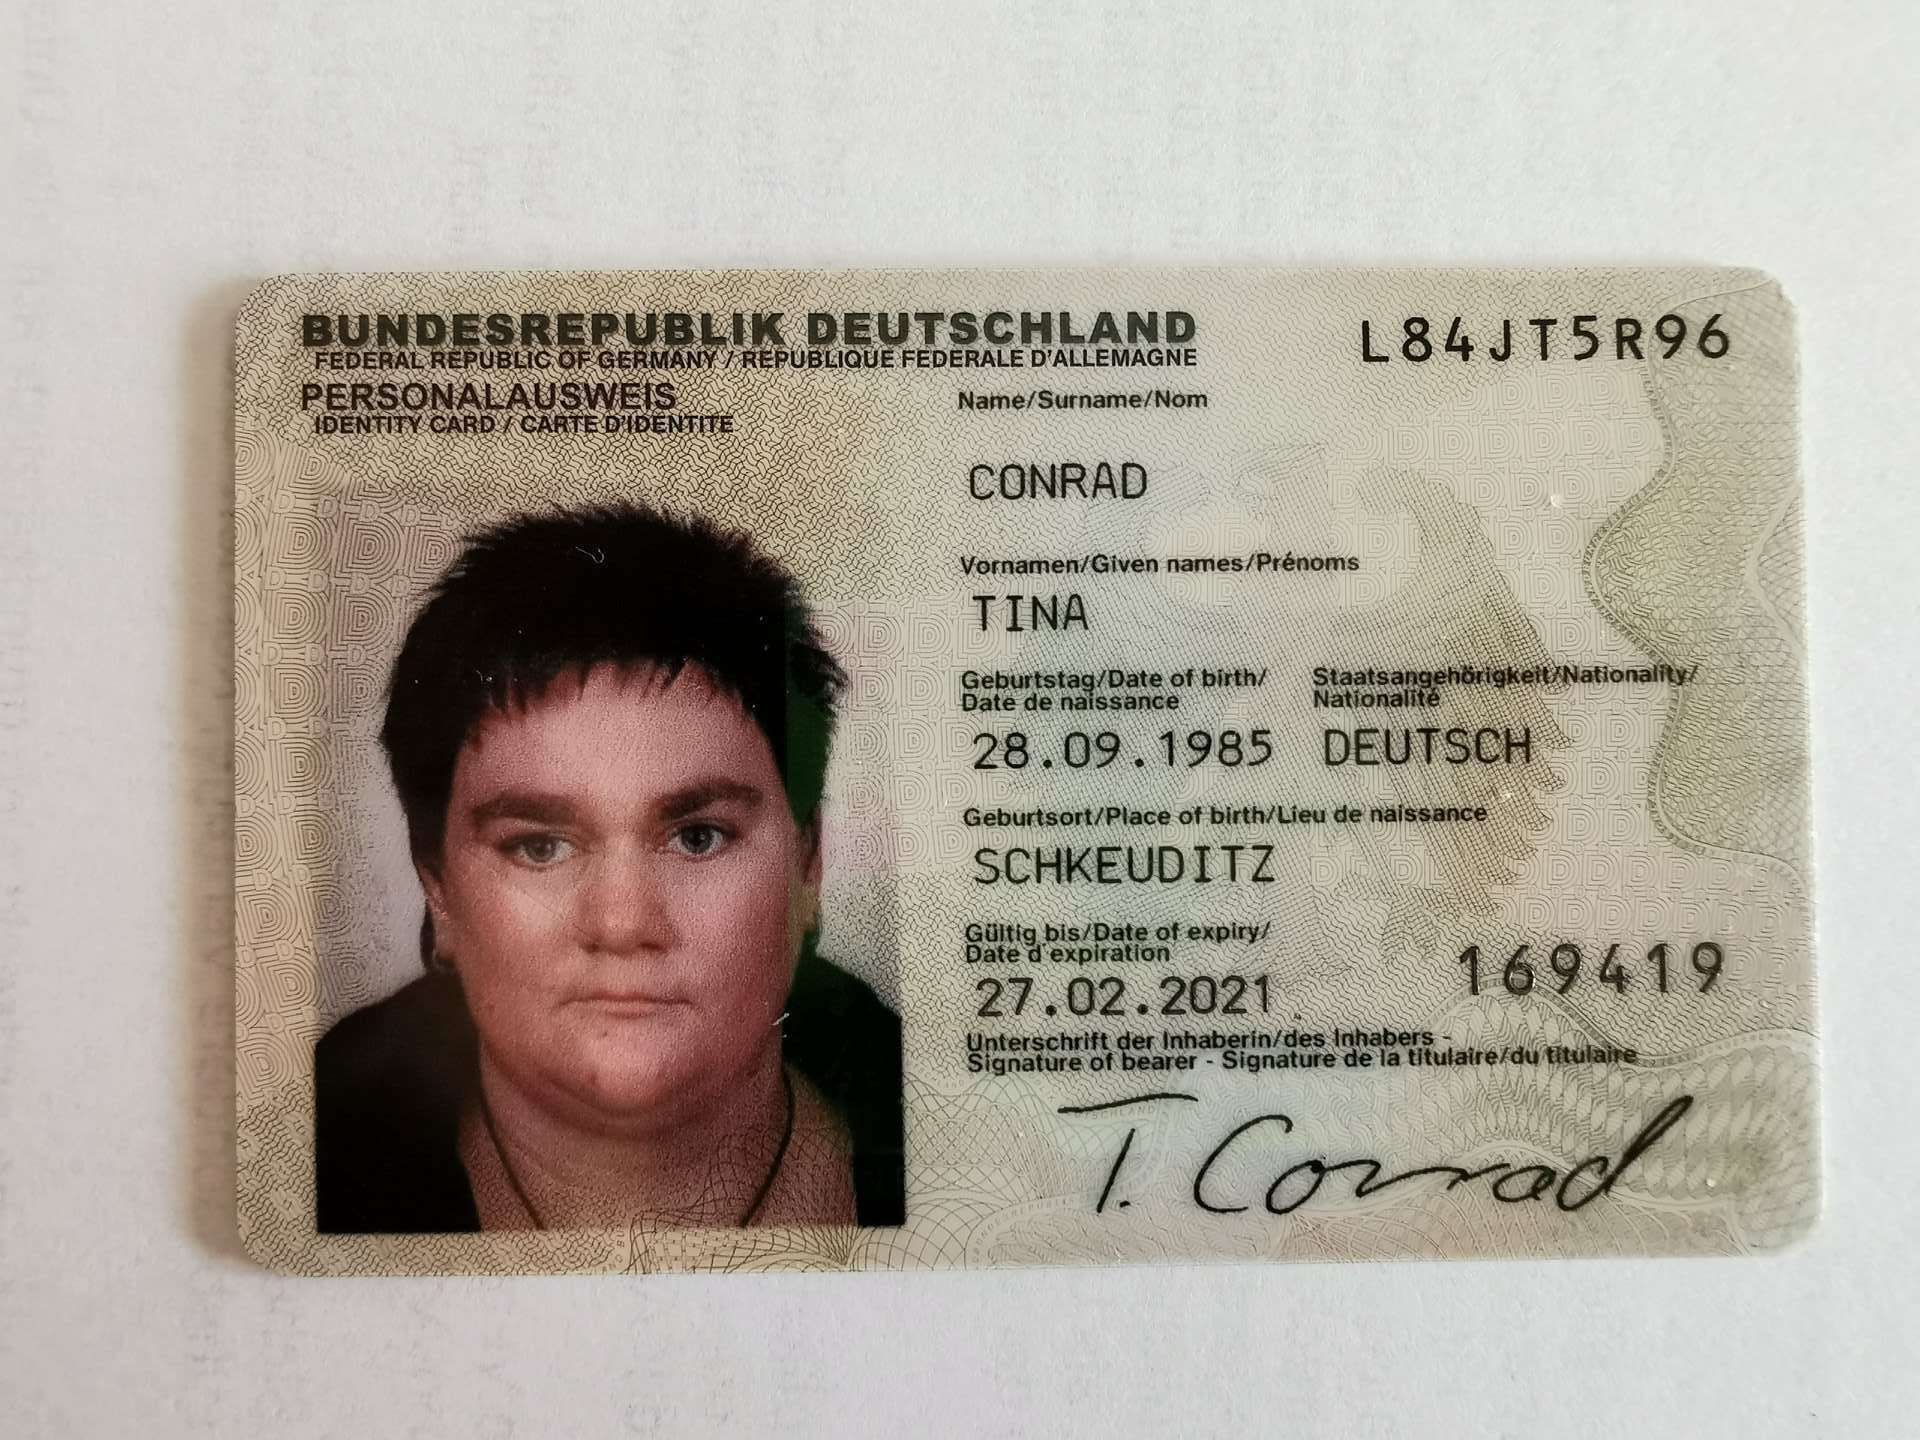 BUNDESREPUBLIK DEUTSCHLAND
FEDERAL REPUBLIC OF GERMANY / REPUBLIQUE FEDERALE D'ALLEMAGNE
PERSONALAUSWEIS
IDENTITY CARD / CARTE D'IDENTITE
L84JT5R96
Name/Surname/Nom
CONRAD
Vornamen/Given names/Prénoms
TINA
Geburtstag/Date of birth/
Date de naissance
Staatsangehörigkeit/Nationality/
Nationalité
28.09.1985 DEUTSCH
Geburtsort/Place of birth/Lieu de naissance
SCHKEUDITZ
Gültig bis/Date of expiry/
Date d'expiration
27.02.2021
169419
Unterschrift der Inhaberin/des Inhabers -
Signature of bearer - Signature de la titulaire/du titulaire
T. Conrad